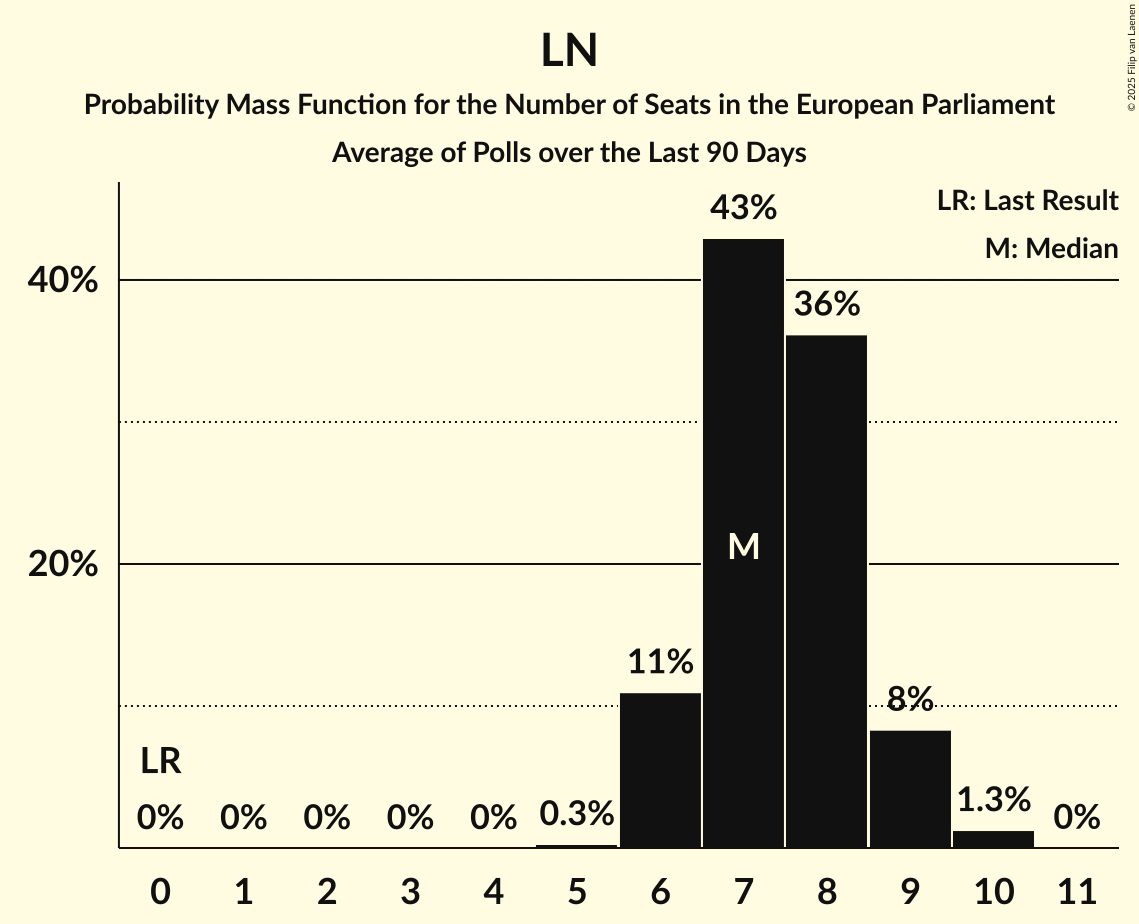 LN
Probability Mass Function for the Number of Seats in the European Parliament
Average of Polls over the Last 90 Days
© 2025 Filip van Laenen
LR: Last Result
M: Median
43%
40%
36%
M
20%
11%
8%
LR
0% 0% 0% 0% 0% 0.3% 1.3% 0%
0 1 2 3 4 5 6 7 8 9 10 11